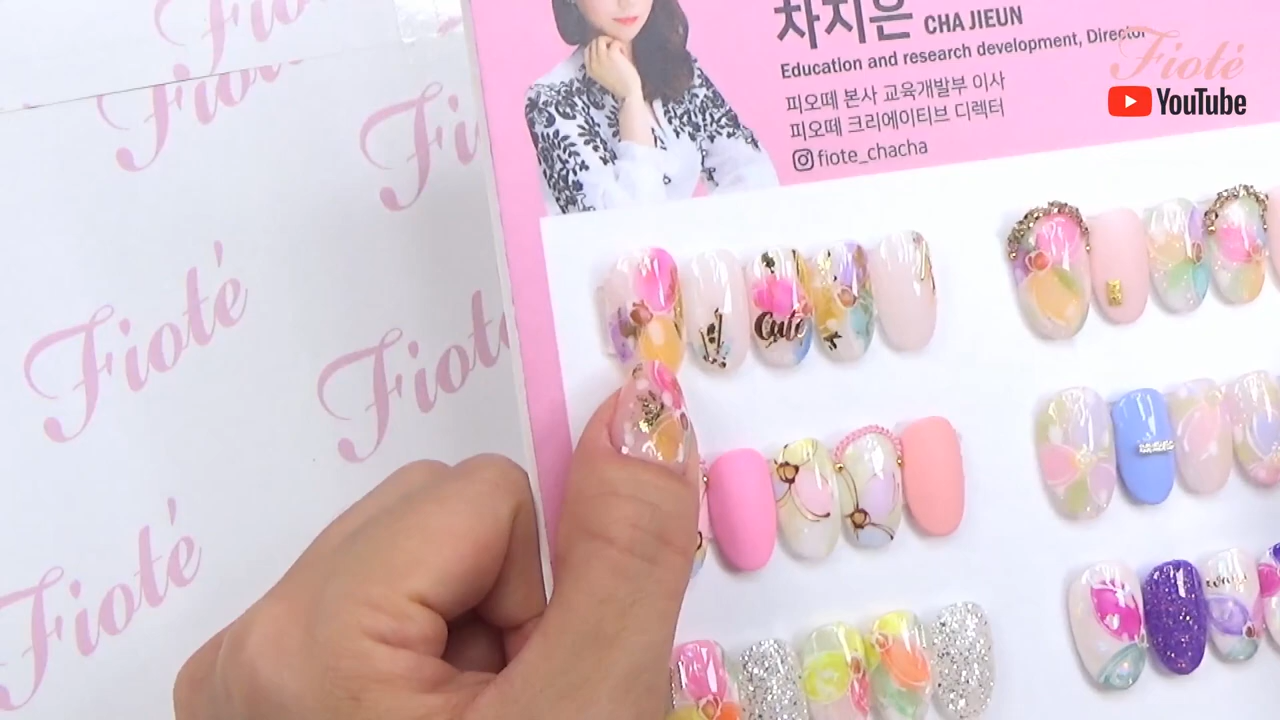 차지은 CHA JIEUN
Education and research development, Director
피오떼 본사 교육개발부 이사
피오떼 크리에이티브 디렉터
fiote_chacha
Fioté
YouTube
Fioté
Fioté
Fioté
Cute